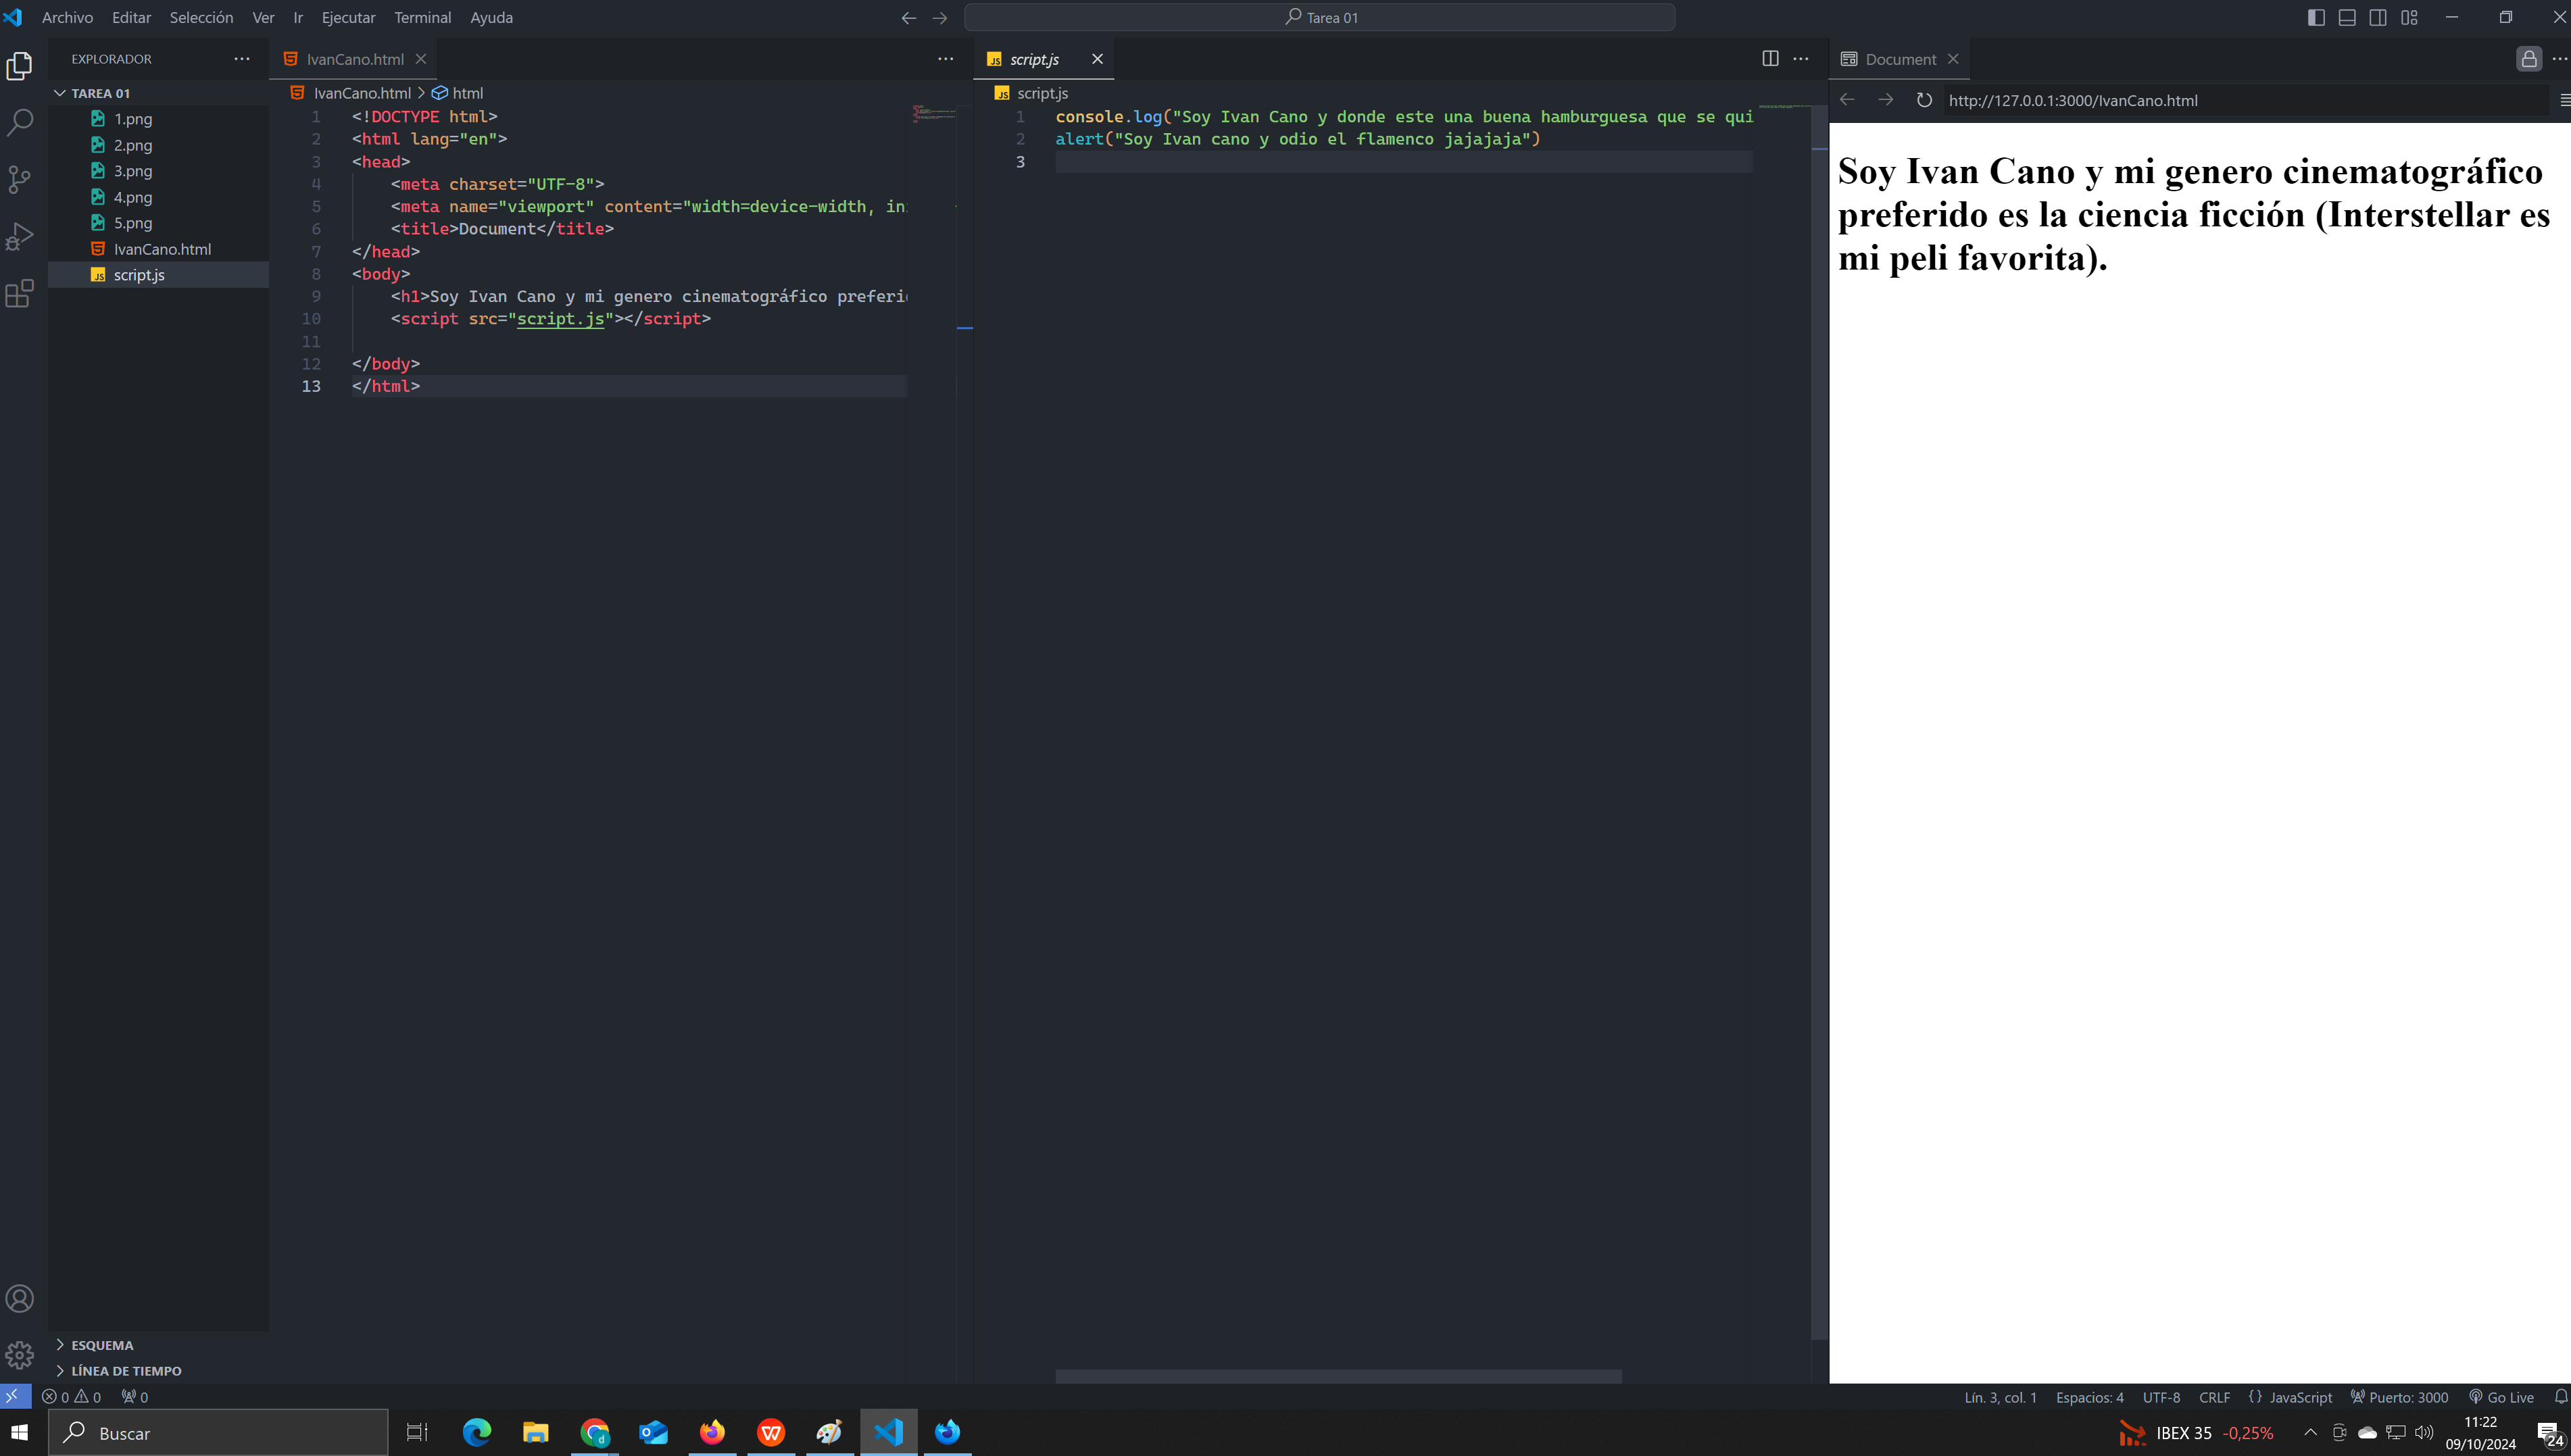 Archivo Editar Selección Ver Ir Ejecutar Terminal Ayuda
Tarea 01
EXPLORADOR
TAREA 01
1.png
2.png
3.png
4.png
5.png
IvanCano.html
script.js
ESQUEMA
LÍNEA DE TIEMPO
IvanCano.html
IvanCano.html > html
1 <!DOCTYPE html>
2 <html lang="en">
3 <head>
4 <meta charset="UTF-8">
5 <meta name="viewport" content="width=device-width, in
6 <title>Document</title>
7 </head>
8 <body>
9 <h1>Soy Ivan Cano y mi genero cinematográfico preferi
10 <script src="script.js"></script>
11
12 </body>
13 </html>
JS script.js
JS script.js
1 console.log("Soy Ivan Cano y donde este una buena hamburguesa que se qui
2 alert("Soy Ivan cano y odio el flamenco jajajaja")
3
Document
http://127.0.0.1:3000/IvanCano.html
Soy Ivan Cano y mi genero cinematográfico
preferido es la ciencia ficción (Interstellar es
mi peli favorita).
0 0 0
Lín. 3, col. 1 Espacios: 4 UTF-8 CRLF {} JavaScript Puerto: 3000 Go Live
Buscar
IBEX 35 -0,25%
11:22
09/10/2024
24